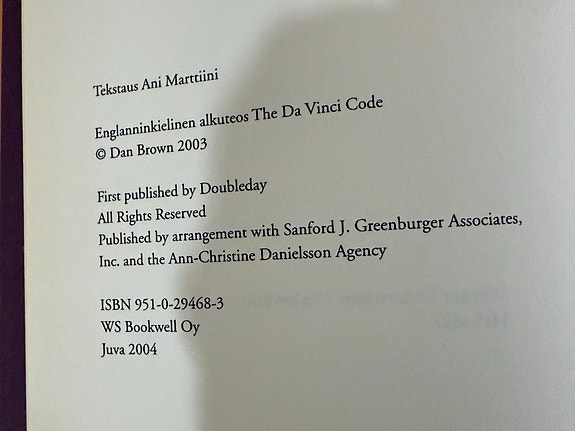 Tekstaus Ani Marttiini
Englanninkielinen alkuteos The Da Vinci Code
© Dan Brown 2003
First published by Doubleday
All Rights Reserved
Published by arrangement with Sanford J. Greenburger Associates,
Inc. and the Ann-Christine Danielsson Agency
ISBN 951-0-29468-3
WS Bookwell Oy
Juva 2004